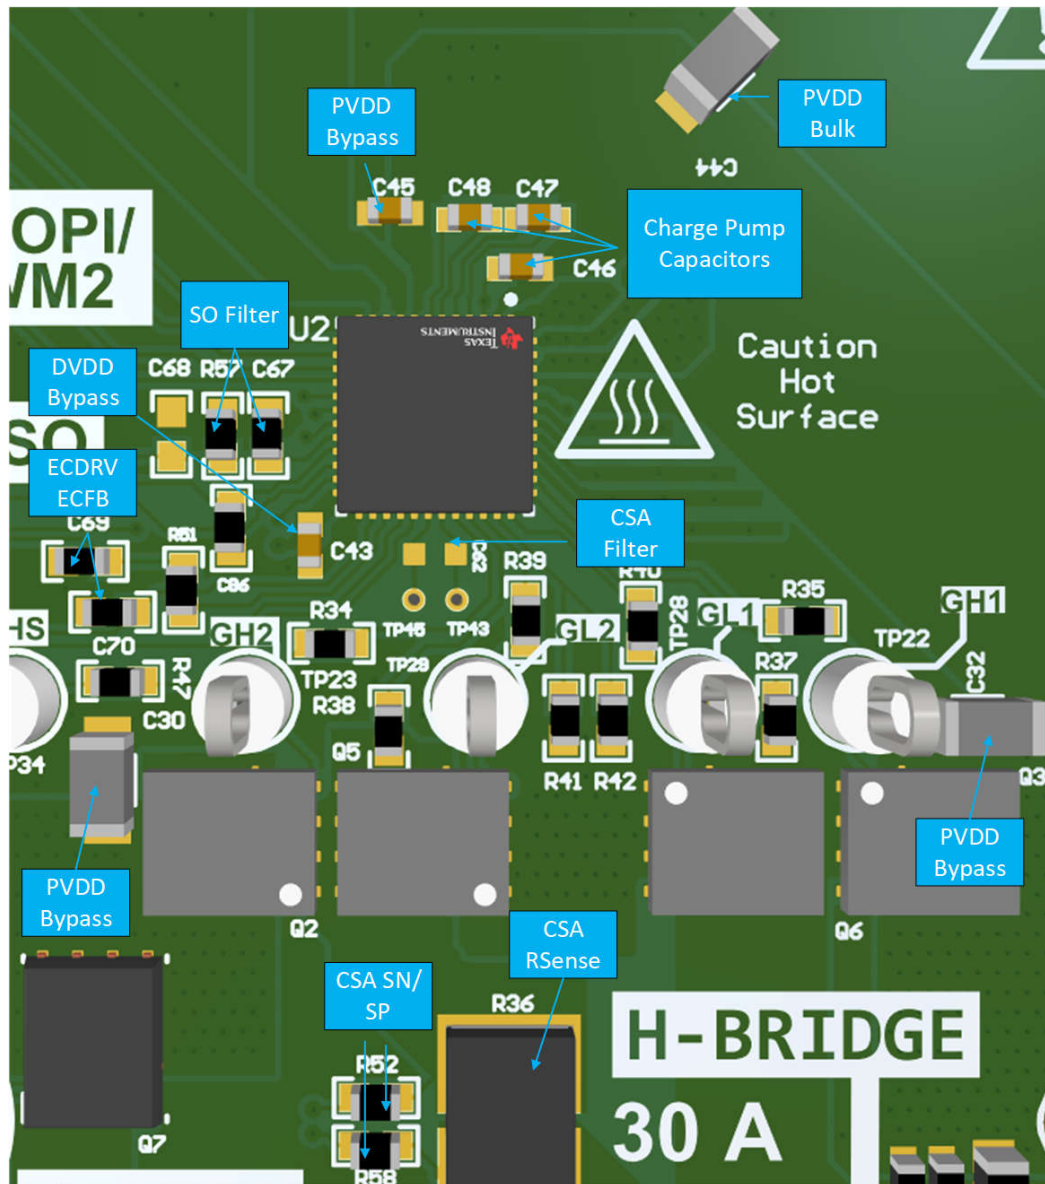 PVDD
Bypass
PVDD
Bulk
C44
C45
C48
C47
Charge Pump
Capacitors
C46
OPI/
WM2
SO Filter
U2
TEXAS
INSTRUMENTS
Caution
Hot
Surface
DVDD
Bypass
C68
R57
C67
SO
ECDRV
ECFB
C69
R51
C86
C43
C62
CSA
Filter
R39
R40
R35
GH1
HS
C70
GH2
R34
TP45
TP43
GL2
TP28
GL1
TP22
R47
C30
TP23
R38
TP29
R37
C32
P34
Q5
R41
R42
Q3
PVDD
Bypass
PVDD
Bypass
Q2
Q6
CSA
RSense
CSA SN/
SP
R36
H-BRIDGE
30 A
R52
Q7
R58